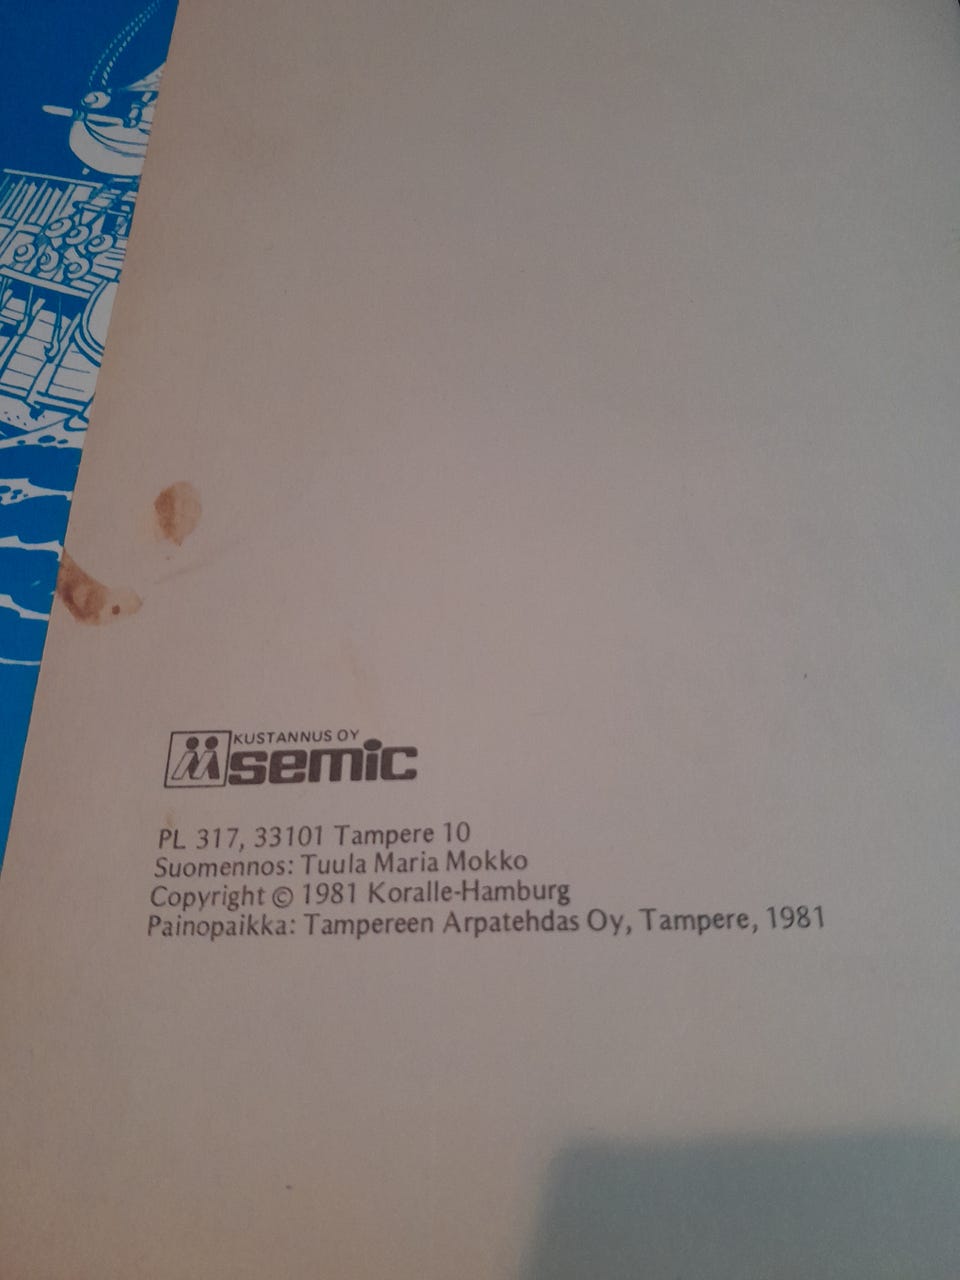 KUSTANNUS OY
semic
PL 317, 33101 Tampere 10
Suomennos: Tuula Maria Mokko
Copyright © 1981 Koralle-Hamburg
Painopaikka: Tampereen Arpatehdas Oy, Tampere, 1981